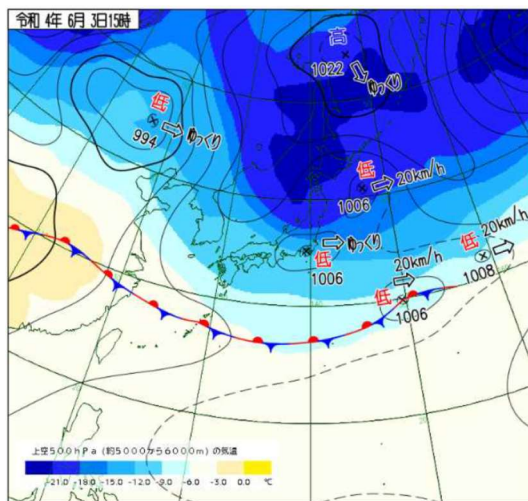 令和 4年 6月 3日15時
高
1022
ゆっくり
低
994
ゆっくり
低
20km/h
1006
ゆっくり
低
1006
20km/h
低
1008
20km/h
低
1006
上空500hPa（約5000から6000m）の気温
-21.0 -18.0 -15.0 -12.0 -9.0 -6.0 -3.0 0.0 ℃